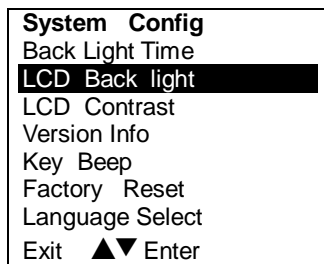 System Config
Back Light Time
LCD Back light
LCD Contrast
Version Info
Key Beep
Factory Reset
Language Select
Exit ▲▼ Enter